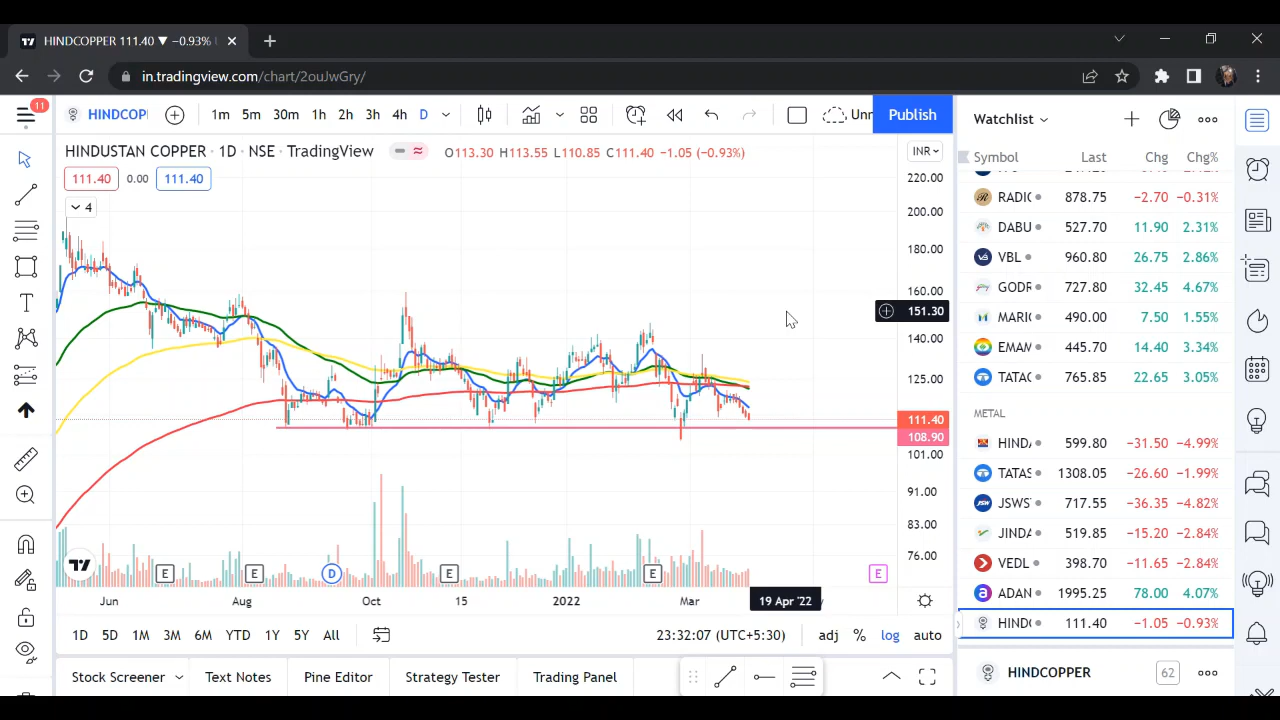 HINDCOPPER 111.40 ▼ −0.93%
in.tradingview.com/chart/2ouJwGry/
11
HINDCOPI 1m 5m 30m 1h 2h 3h 4h D Publish
HINDUSTAN COPPER · 1D · NSE · TradingView O113.30 H113.55 L110.85 C111.40 −1.05 (−0.93%) INR
111.40 0.00 111.40
4
220.00
200.00
180.00
160.00
151.30
140.00
125.00
111.40
108.90
101.00
91.00
83.00
76.00
E E D E E E
Jun Aug Oct 15 2022 Mar 19 Apr '22
1D 5D 1M 3M 6M YTD 1Y 5Y All 23:32:07 (UTC+5:30) adj % log auto
Stock Screener Text Notes Pine Editor Strategy Tester Trading Panel
Watchlist
Symbol Last Chg Chg%
RADIC 878.75 −2.70 −0.31%
DABU 527.70 11.90 2.31%
VBL 960.80 26.75 2.86%
GODR 727.80 32.45 4.67%
MARIC 490.00 7.50 1.55%
EMAM 445.70 14.40 3.34%
TATAC 765.85 22.65 3.05%
METAL
HINDA 599.80 −31.50 −4.99%
TATAS 1308.05 −26.60 −1.99%
JSWS 717.55 −36.35 −4.82%
JINDA 519.85 −15.20 −2.84%
VEDL 398.70 −11.65 −2.84%
ADAN 1995.25 78.00 4.07%
HINDC 111.40 −1.05 −0.93%
HINDCOPPER 62